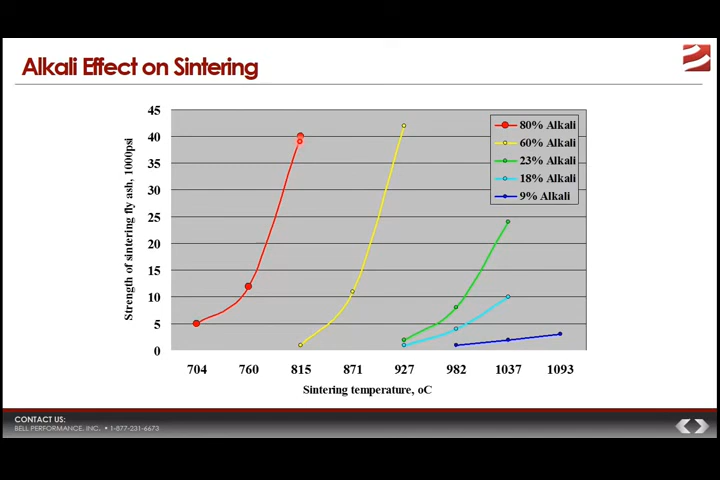 Alkali Effect on Sintering
Strength of sintering fly ash, 1000psi
45
40
35
30
25
20
15
10
5
0
80% Alkali
60% Alkali
23% Alkali
18% Alkali
9% Alkali
704 760 815 871 927 982 1037 1093
Sintering temperature, oC
CONTACT US:
BELL PERFORMANCE, INC. • 1-877-231-6673